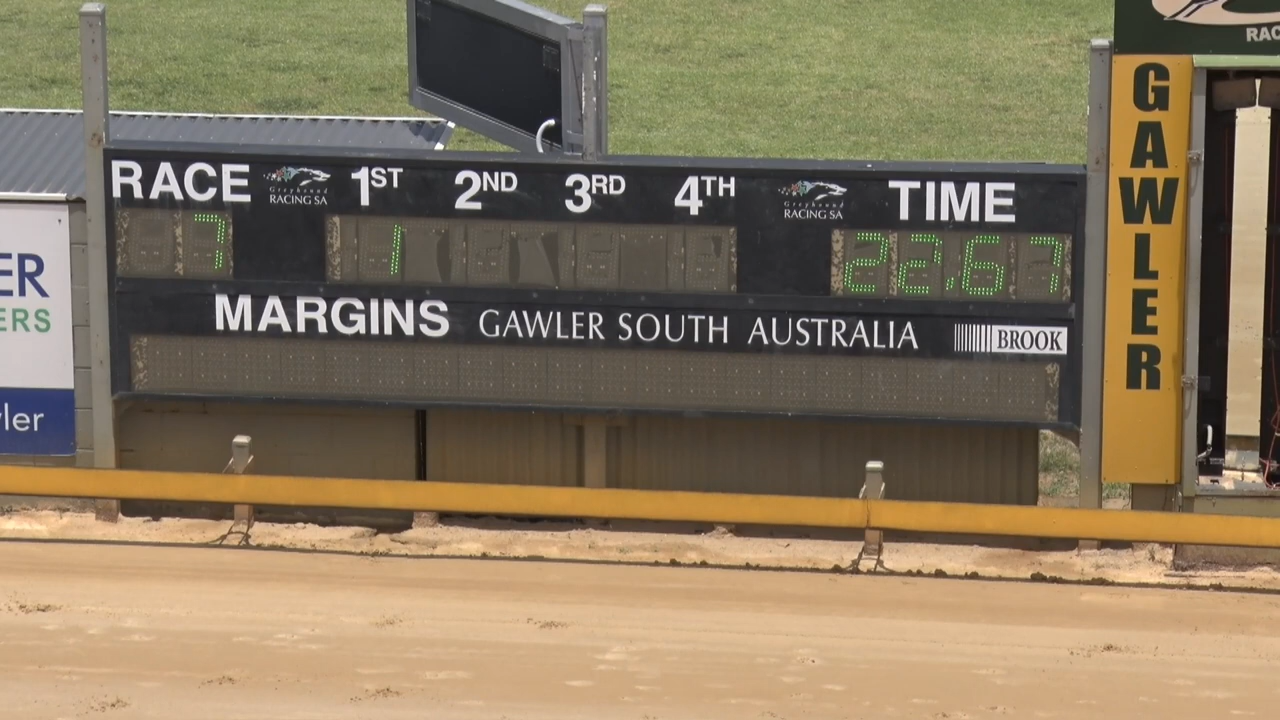 RAC
GAWLER
RACE
Greyhound
RACING SA
1ST 2ND 3RD 4TH
Greyhound
RACING SA
TIME
7 1 22.67
MARGINS GAWLER SOUTH AUSTRALIA BROOK
ER
ERS
ler